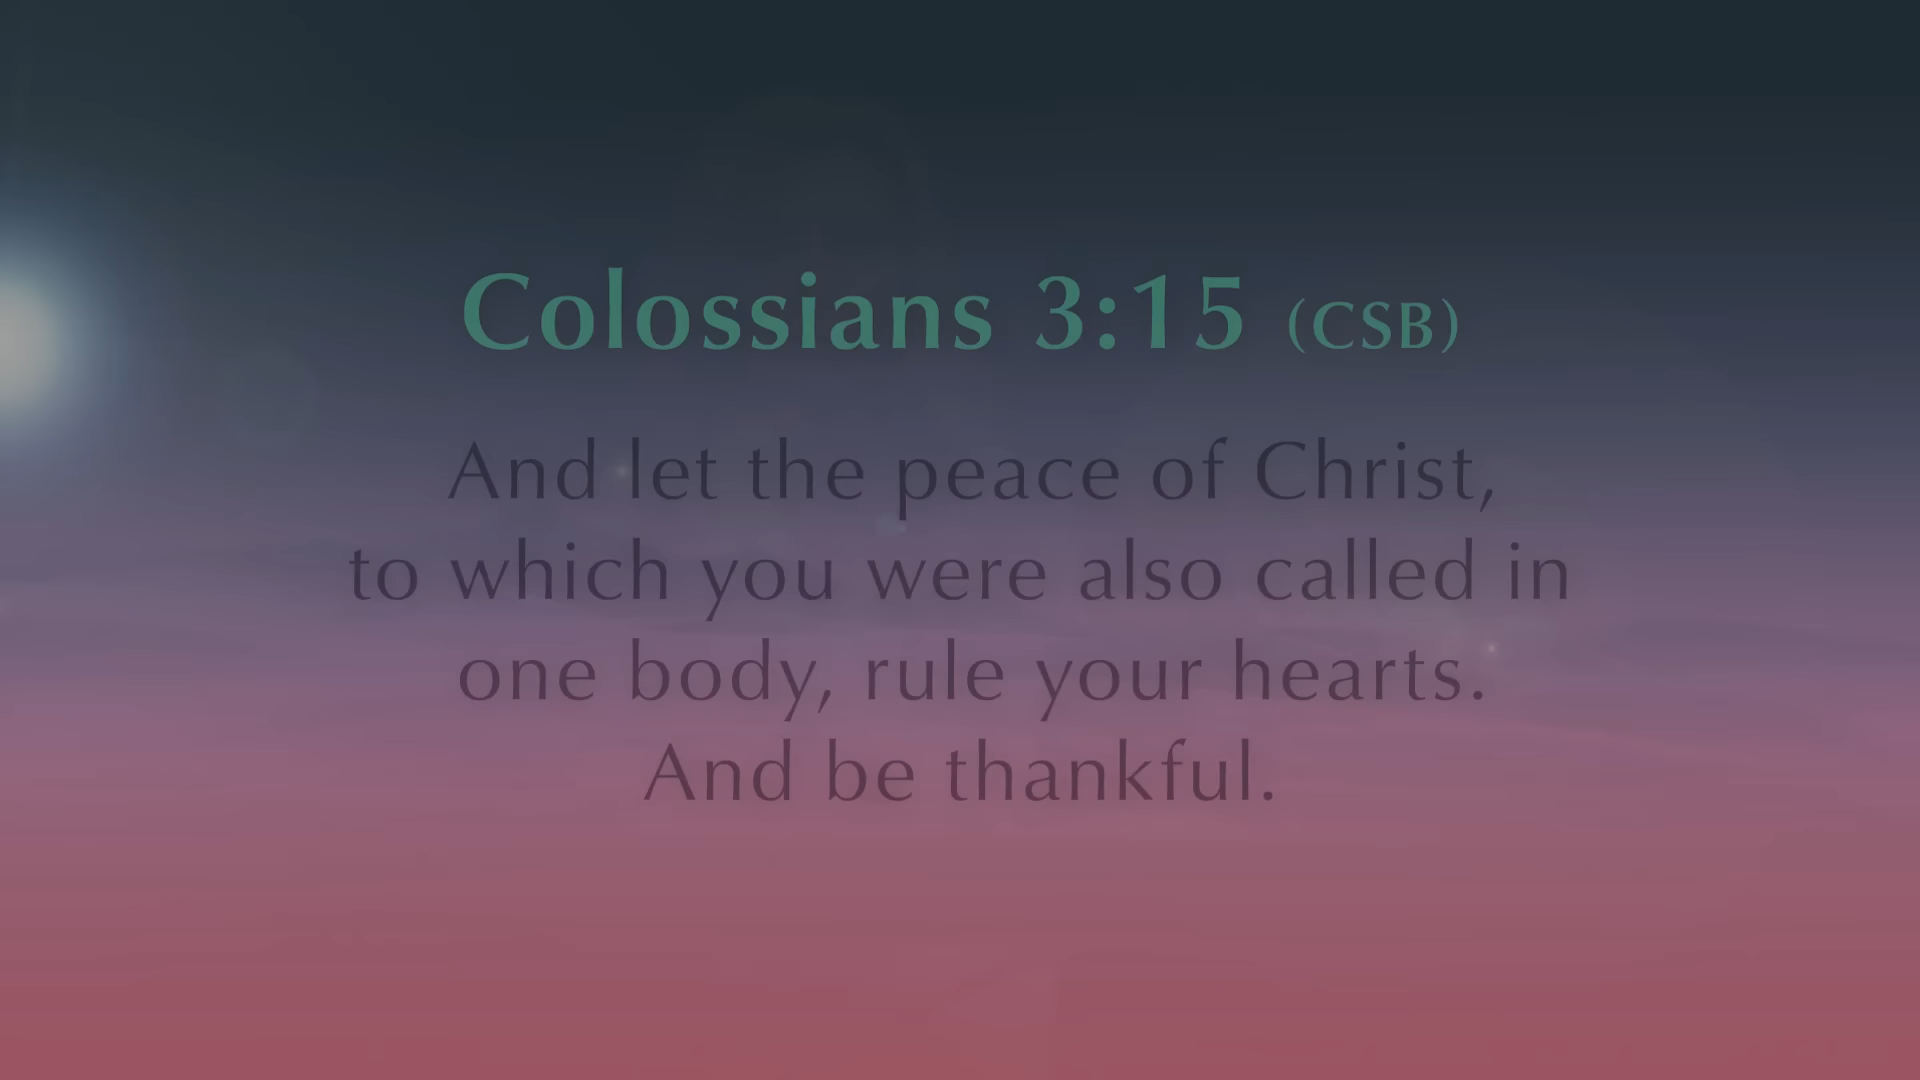 Colossians 3:15 (CSB)
And let the peace of Christ,
to which you were also called in
one body, rule your hearts.
And be thankful.